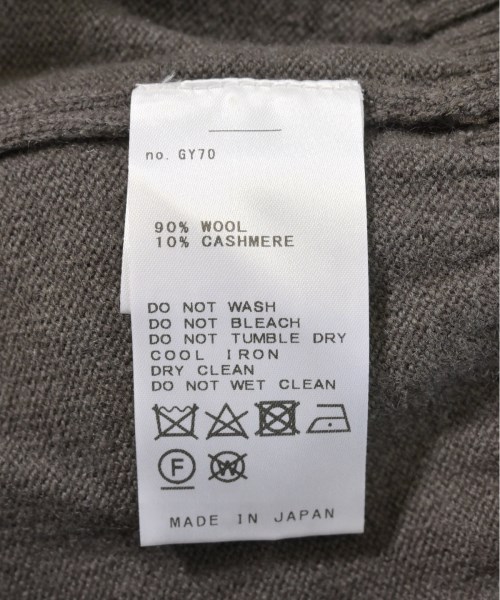 no. GY70
90% WOOL
10% CASHMERE
DO NOT WASH
DO NOT BLEACH
DO NOT TUMBLE DRY
COOL IRON
DRY CLEAN
DO NOT WET CLEAN
F W
MADE IN JAPAN